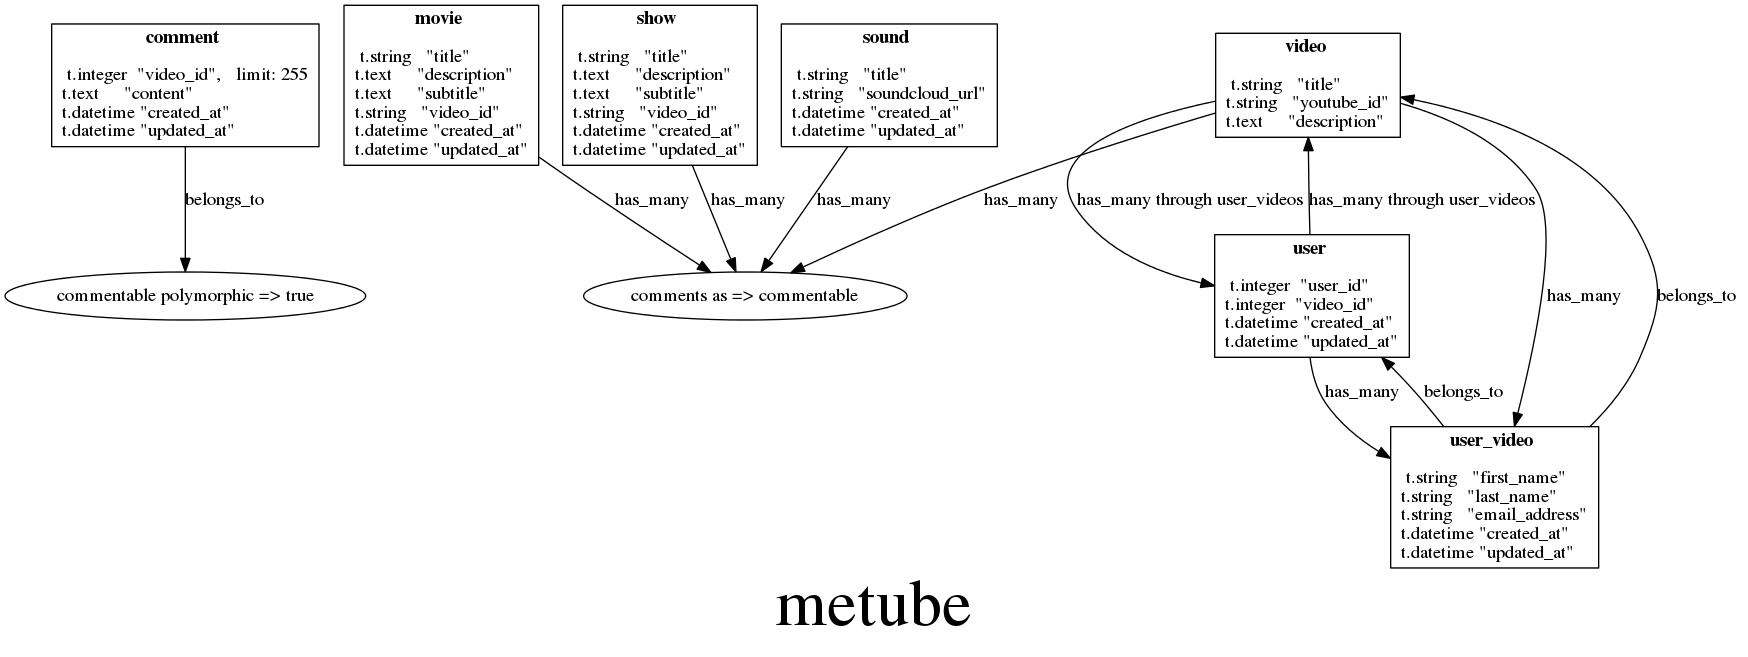 comment
t.integer "video_id", limit: 255
t.text "content"
t.datetime "created_at"
t.datetime "updated_at"
movie
t.string "title"
t.text "description"
t.text "subtitle"
t.string "video_id"
t.datetime "created_at"
t.datetime "updated_at"
show
t.string "title"
t.text "description"
t.text "subtitle"
t.string "video_id"
t.datetime "created_at"
t.datetime "updated_at"
sound
t.string "title"
t.string "soundcloud_url"
t.datetime "created_at"
t.datetime "updated_at"
video
t.string "title"
t.string "youtube_id"
t.text "description"
belongs_to
has_many
has_many
has_many
has_many
has_many through user_videos
has_many through user_videos
commentable polymorphic => true
comments as => commentable
user
t.integer "user_id"
t.integer "video_id"
t.datetime "created_at"
t.datetime "updated_at"
has_many
belongs_to
has_many
belongs_to
user_video
t.string "first_name"
t.string "last_name"
t.string "email_address"
t.datetime "created_at"
t.datetime "updated_at"
metube